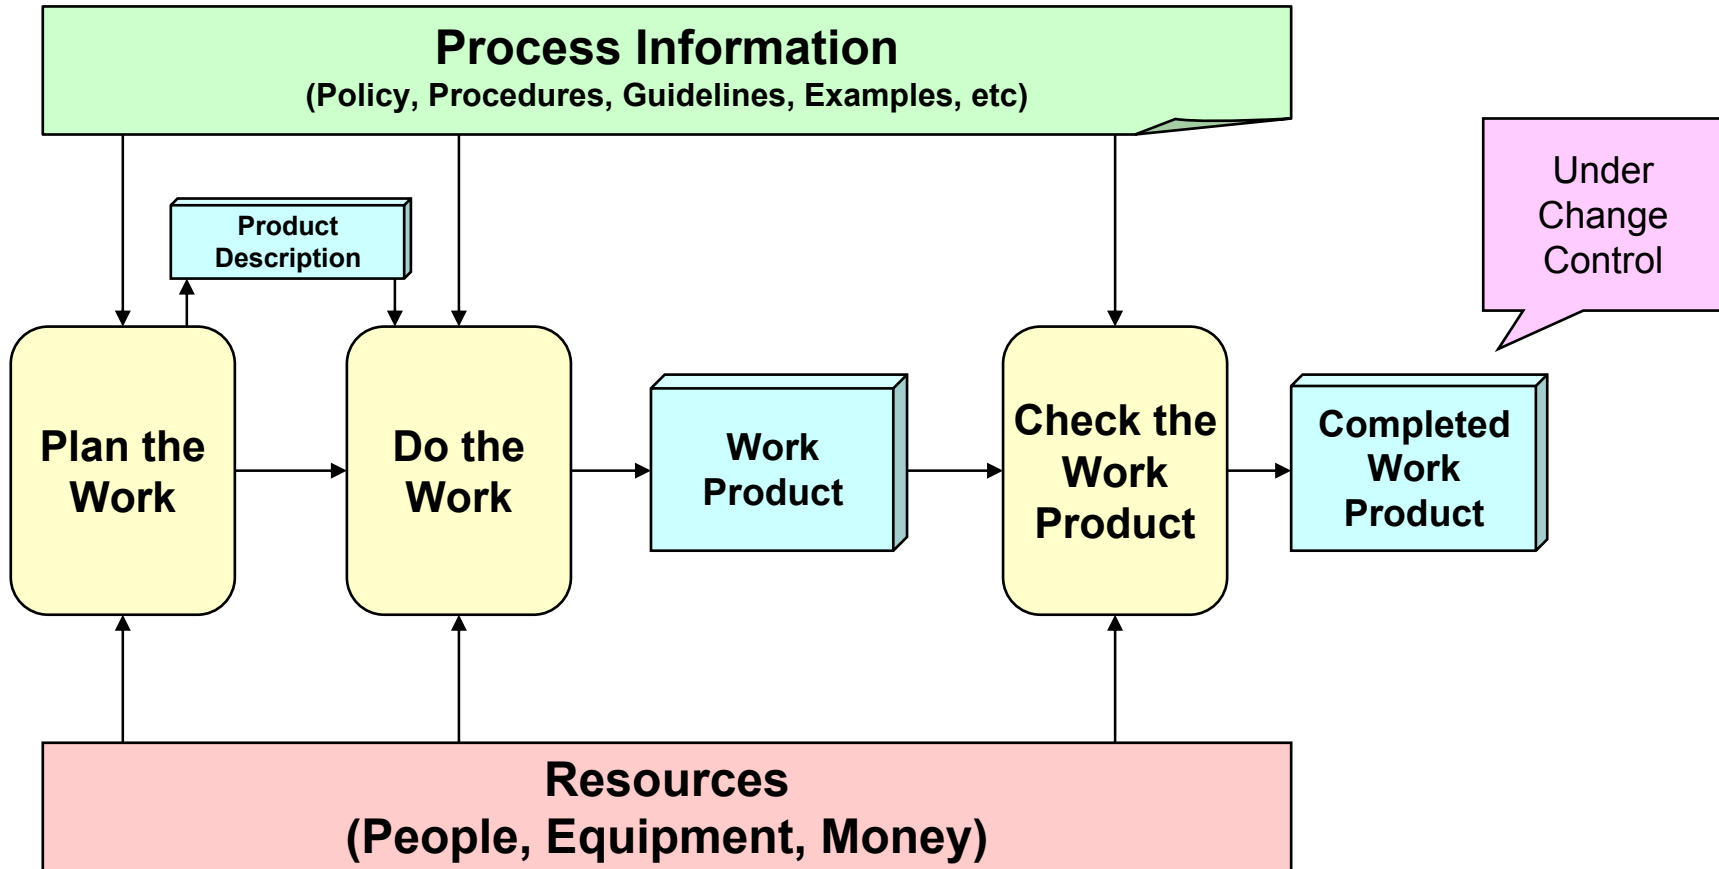 Process Information
(Policy, Procedures, Guidelines, Examples, etc)
Under
Change
Control
Product
Description
Plan the
Work
Do the
Work
Work
Product
Check the
Work
Product
Completed
Work
Product
Resources
(People, Equipment, Money)